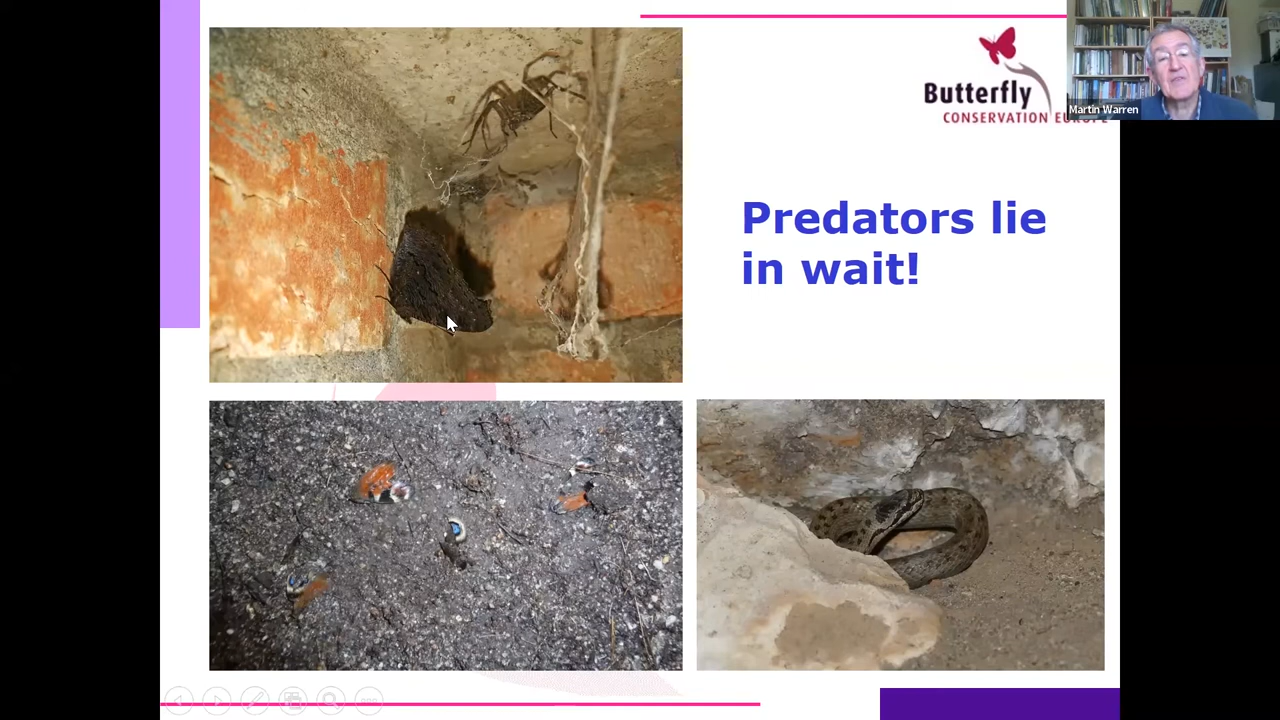 Butterfly
CONSERVATION EUROPE
Martin Warren
Predators lie
in wait!